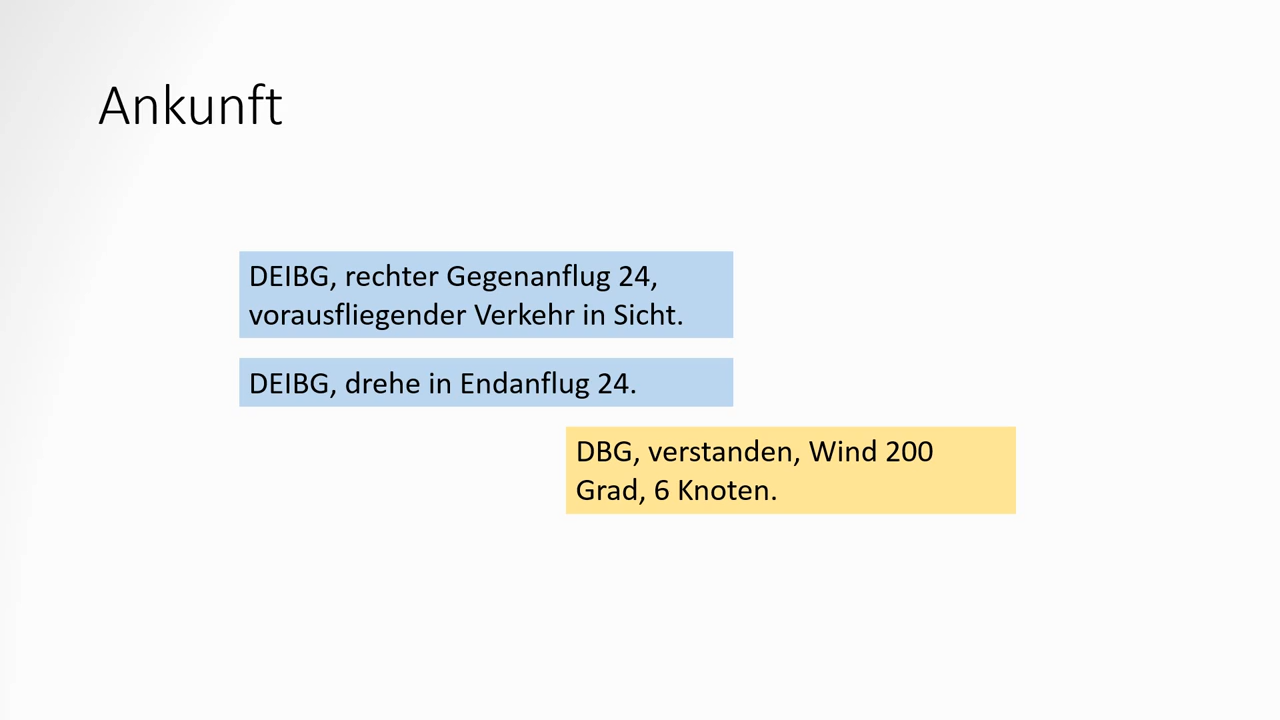 Ankunft
DEIBG, rechter Gegenanflug 24,
vorausfliegender Verkehr in Sicht.
DEIBG, drehe in Endanflug 24.
DBG, verstanden, Wind 200
Grad, 6 Knoten.